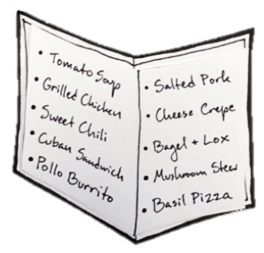 • Tomato Soup
• Grilled Chicken
• Sweet Chili
• Cuban Sandwich
• Pollo Burrito
• Salted Pork
• Cheese Crepe
• Bagel + Lox
• Mushroom Stew
• Basil Pizza